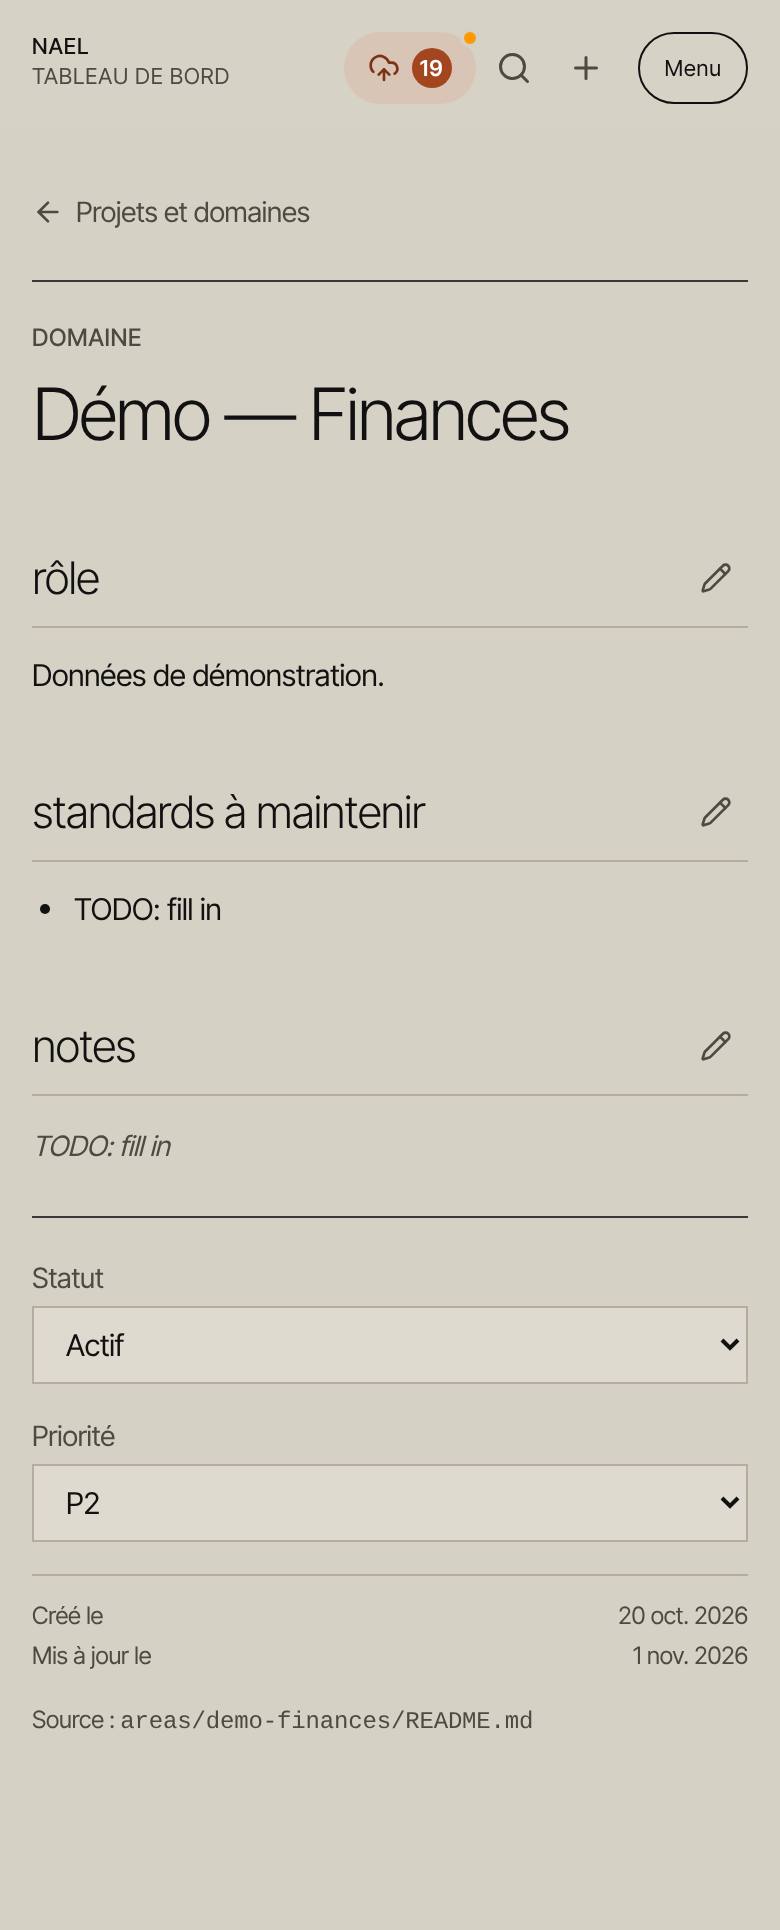 NAEL
TABLEAU DE BORD
19
Menu
Projets et domaines
DOMAINE
Démo — Finances
rôle
Données de démonstration.
standards à maintenir
• TODO: fill in
notes
TODO: fill in
Statut
Actif
Priorité
P2
Créé le 20 oct. 2026
Mis à jour le 1 nov. 2026
Source : areas/demo-finances/README.md